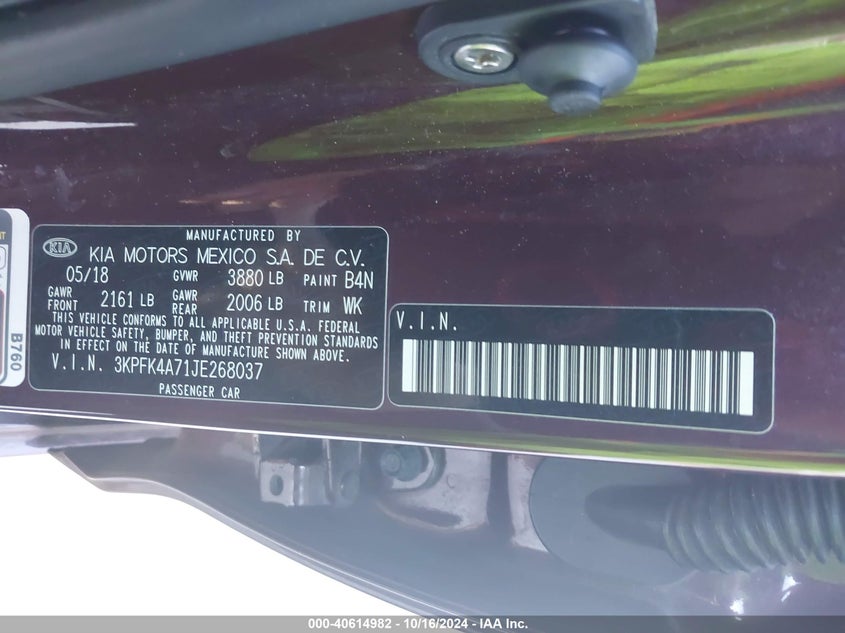 MANUFACTURED BY
KIA KIA MOTORS MEXICO S.A. DE C.V.
05/18 GVWR 3880 LB PAINT B4N
GAWR FRONT 2161 LB GAWR REAR 2006 LB TRIM WK
THIS VEHICLE CONFORMS TO ALL APPLICABLE U.S.A. FEDERAL
MOTOR VEHICLE SAFETY, BUMPER, AND THEFT PREVENTION STANDARDS
IN EFFECT ON THE DATE OF MANUFACTURE SHOWN ABOVE.
V.I.N. 3KPFK4A71JE268037
PASSENGER CAR
V.I.N.
B760
000-40614982 / 10/16/2024 - IAA Inc.